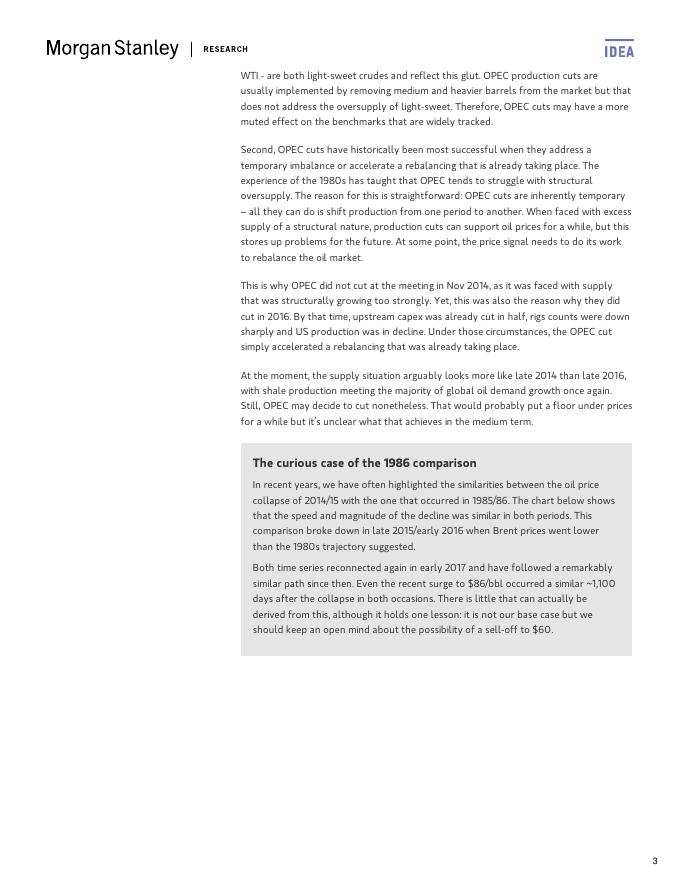 Morgan Stanley | RESEARCH
IDEA
WTI - are both light-sweet crudes and reflect this glut. OPEC production cuts are
usually implemented by removing medium and heavier barrels from the market but that
does not address the oversupply of light-sweet. Therefore, OPEC cuts may have a more
muted effect on the benchmarks that are widely tracked.
Second, OPEC cuts have historically been most successful when they address a
temporary imbalance or accelerate a rebalancing that is already taking place. The
experience of the 1980s has taught that OPEC tends to struggle with structural
oversupply. The reason for this is straightforward: OPEC cuts are inherently temporary
– all they can do is shift production from one period to another. When faced with excess
supply of a structural nature, production cuts can support oil prices for a while, but this
stores up problems for the future. At some point, the price signal needs to do its work
to rebalance the oil market.
This is why OPEC did not cut at the meeting in Nov 2014, as it was faced with supply
that was structurally growing too strongly. Yet, this was also the reason why they did
cut in 2016. By that time, upstream capex was already cut in half, rigs counts were down
sharply and US production was in decline. Under those circumstances, the OPEC cut
simply accelerated a rebalancing that was already taking place.
At the moment, the supply situation arguably looks more like late 2014 than late 2016,
with shale production meeting the majority of global oil demand growth once again.
Still, OPEC may decide to cut nonetheless. That would probably put a floor under prices
for a while but it's unclear what that achieves in the medium term.
The curious case of the 1986 comparison
In recent years, we have often highlighted the similarities between the oil price
collapse of 2014/15 with the one that occurred in 1985/86. The chart below shows
that the speed and magnitude of the decline was similar in both periods. This
comparison broke down in late 2015/early 2016 when Brent prices went lower
than the 1980s trajectory suggested.
Both time series reconnected again in early 2017 and have followed a remarkably
similar path since then. Even the recent surge to $86/bbl occurred a similar ~1,100
days after the collapse in both occasions. There is little that can actually be
derived from this, although it holds one lesson: it is not our base case but we
should keep an open mind about the possibility of a sell-off to $60.
3